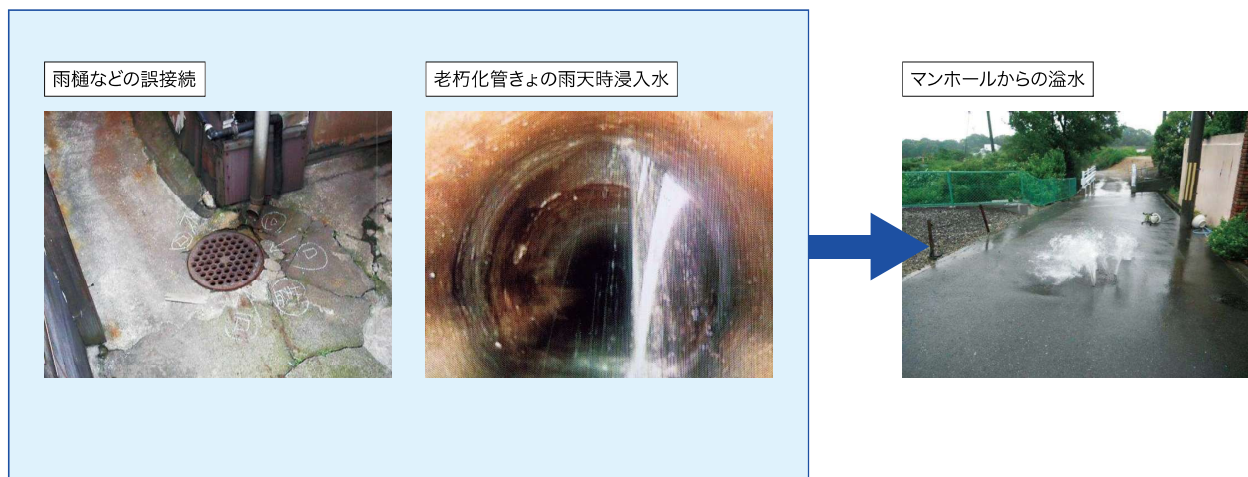 雨樋などの誤接続
老朽化管きょの雨天時浸入水
マンホールからの溢水